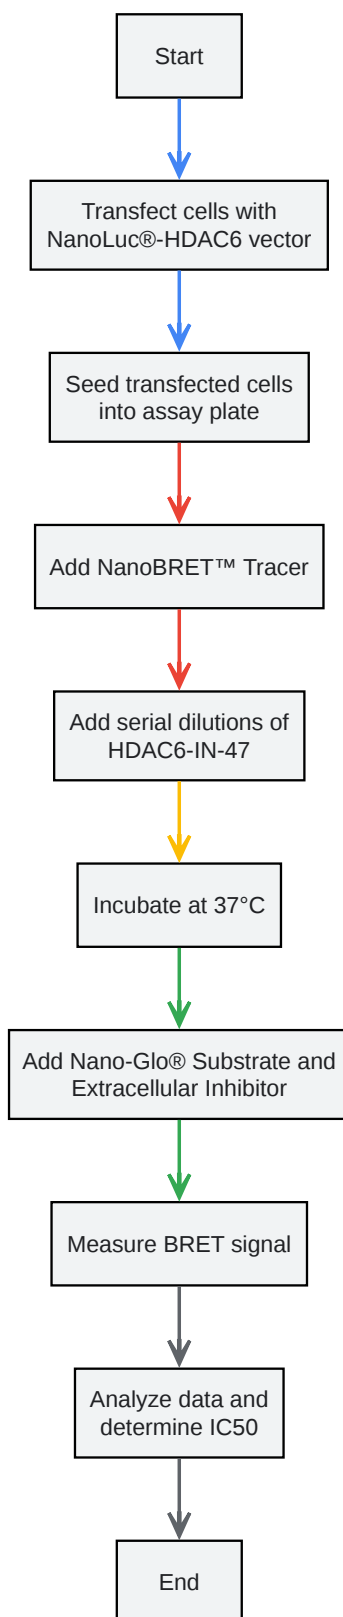 Start
Transfect cells with
NanoLuc®-HDAC6 vector
Seed transfected cells
into assay plate
Add NanoBRET™ Tracer
Add serial dilutions of
HDAC6-IN-47
Incubate at 37°C
Add Nano-Glo® Substrate and
Extracellular Inhibitor
Measure BRET signal
Analyze data and
determine IC50
End